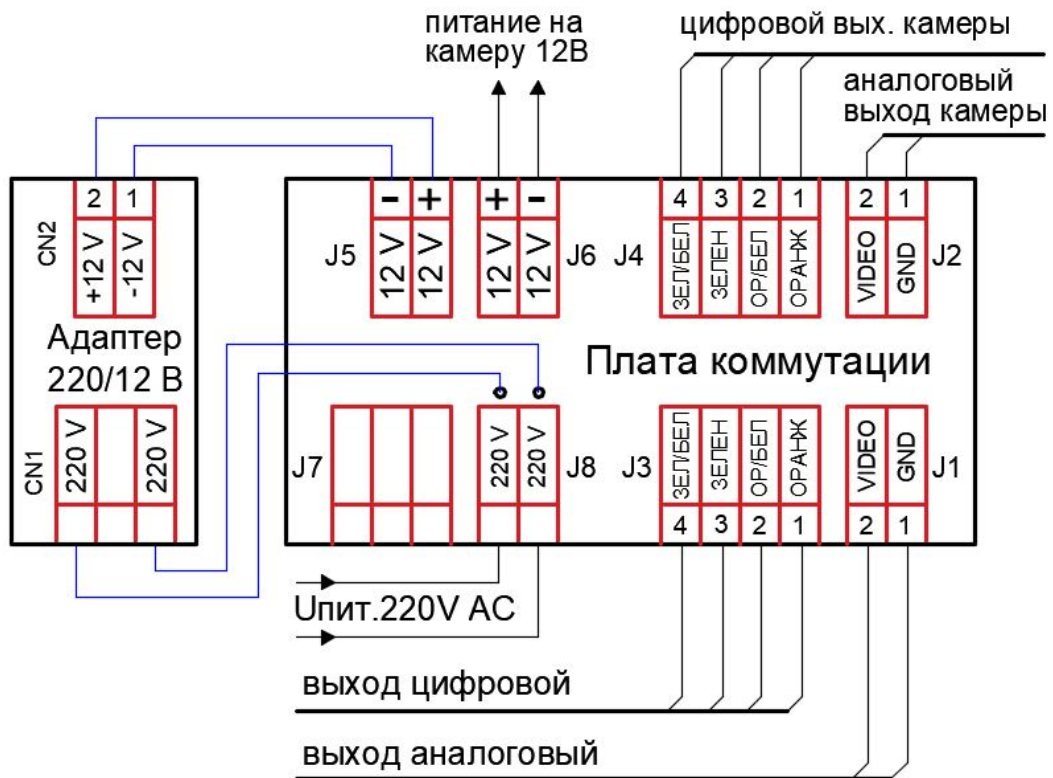 питание на
камеру 12В
цифровой вых. камеры
аналоговый
выход камеры
CN2
2
1
+12 V
-12 V
Адаптер
220/12 В
CN1
220 V
220 V
J5
-
+
12 V
12 V
+
-
12 V
12 V
J6
J4
4
3
2
1
ЗЕЛ/БЕЛ
ЗЕЛЕН
ОР/БЕЛ
ОРАНЖ
2
1
VIDEO
GND
J2
Плата коммутации
J7
220 V
220 V
J8
J3
ЗЕЛ/БЕЛ
ЗЕЛЕН
ОР/БЕЛ
ОРАНЖ
4
3
2
1
VIDEO
GND
2
1
J1
Uпит.220V AC
выход цифровой
выход аналоговый